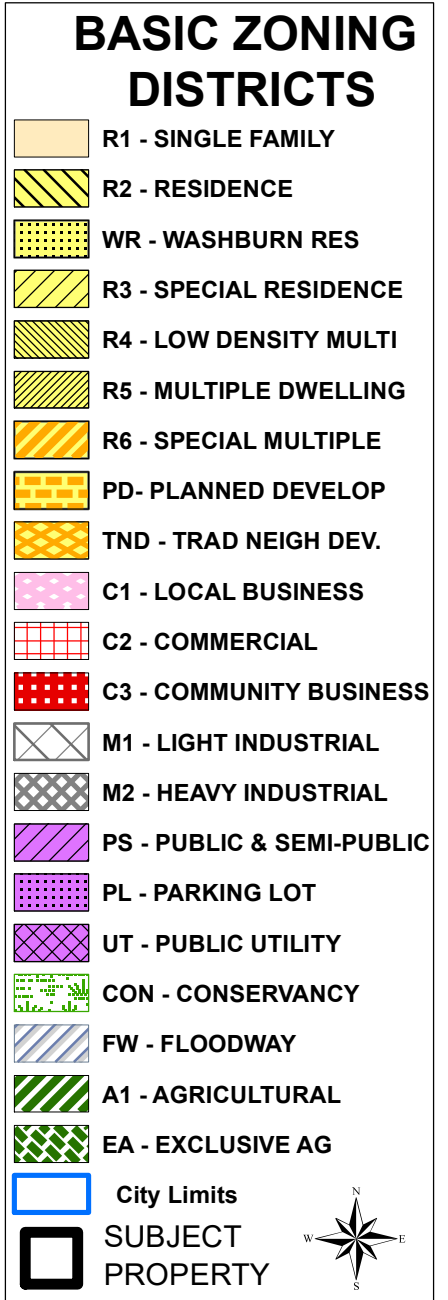 BASIC ZONING
DISTRICTS
R1 - SINGLE FAMILY
R2 - RESIDENCE
WR - WASHBURN RES
R3 - SPECIAL RESIDENCE
R4 - LOW DENSITY MULTI
R5 - MULTIPLE DWELLING
R6 - SPECIAL MULTIPLE
PD- PLANNED DEVELOP
TND - TRAD NEIGH DEV.
C1 - LOCAL BUSINESS
C2 - COMMERCIAL
C3 - COMMUNITY BUSINESS
M1 - LIGHT INDUSTRIAL
M2 - HEAVY INDUSTRIAL
PS - PUBLIC & SEMI-PUBLIC
PL - PARKING LOT
UT - PUBLIC UTILITY
CON - CONSERVANCY
FW - FLOODWAY
A1 - AGRICULTURAL
EA - EXCLUSIVE AG
City Limits
SUBJECT
PROPERTY
N
W E
S